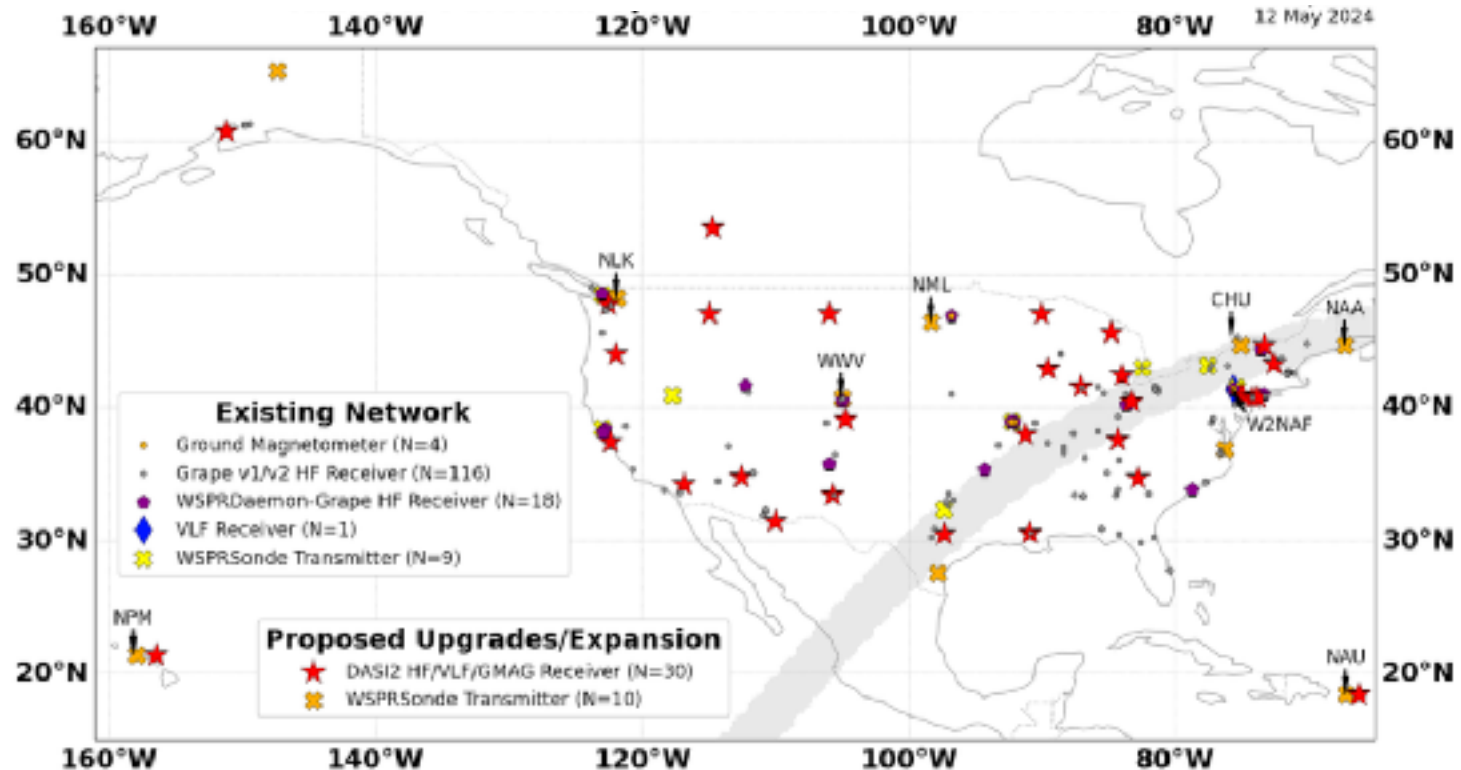 12 May 2024
160°W 140°W 120°W 100°W 80°W
60°N 60°N
50°N 50°N
NLK
NML
CHU
NAA
WWV
40°N 40°N
W2NAF
Existing Network
Ground Magnetometer (N=4)
Grape v1/v2 HF Receiver (N=116)
WSPRDaemon-Grape HF Receiver (N=18)
VLF Receiver (N=1)
WSPRSonde Transmitter (N=9)
30°N 30°N
NPM
Proposed Upgrades/Expansion
DASI2 HF/VLF/GMAG Receiver (N=30)
WSPRSonde Transmitter (N=10)
NAU
20°N 20°N
160°W 140°W 120°W 100°W 80°W